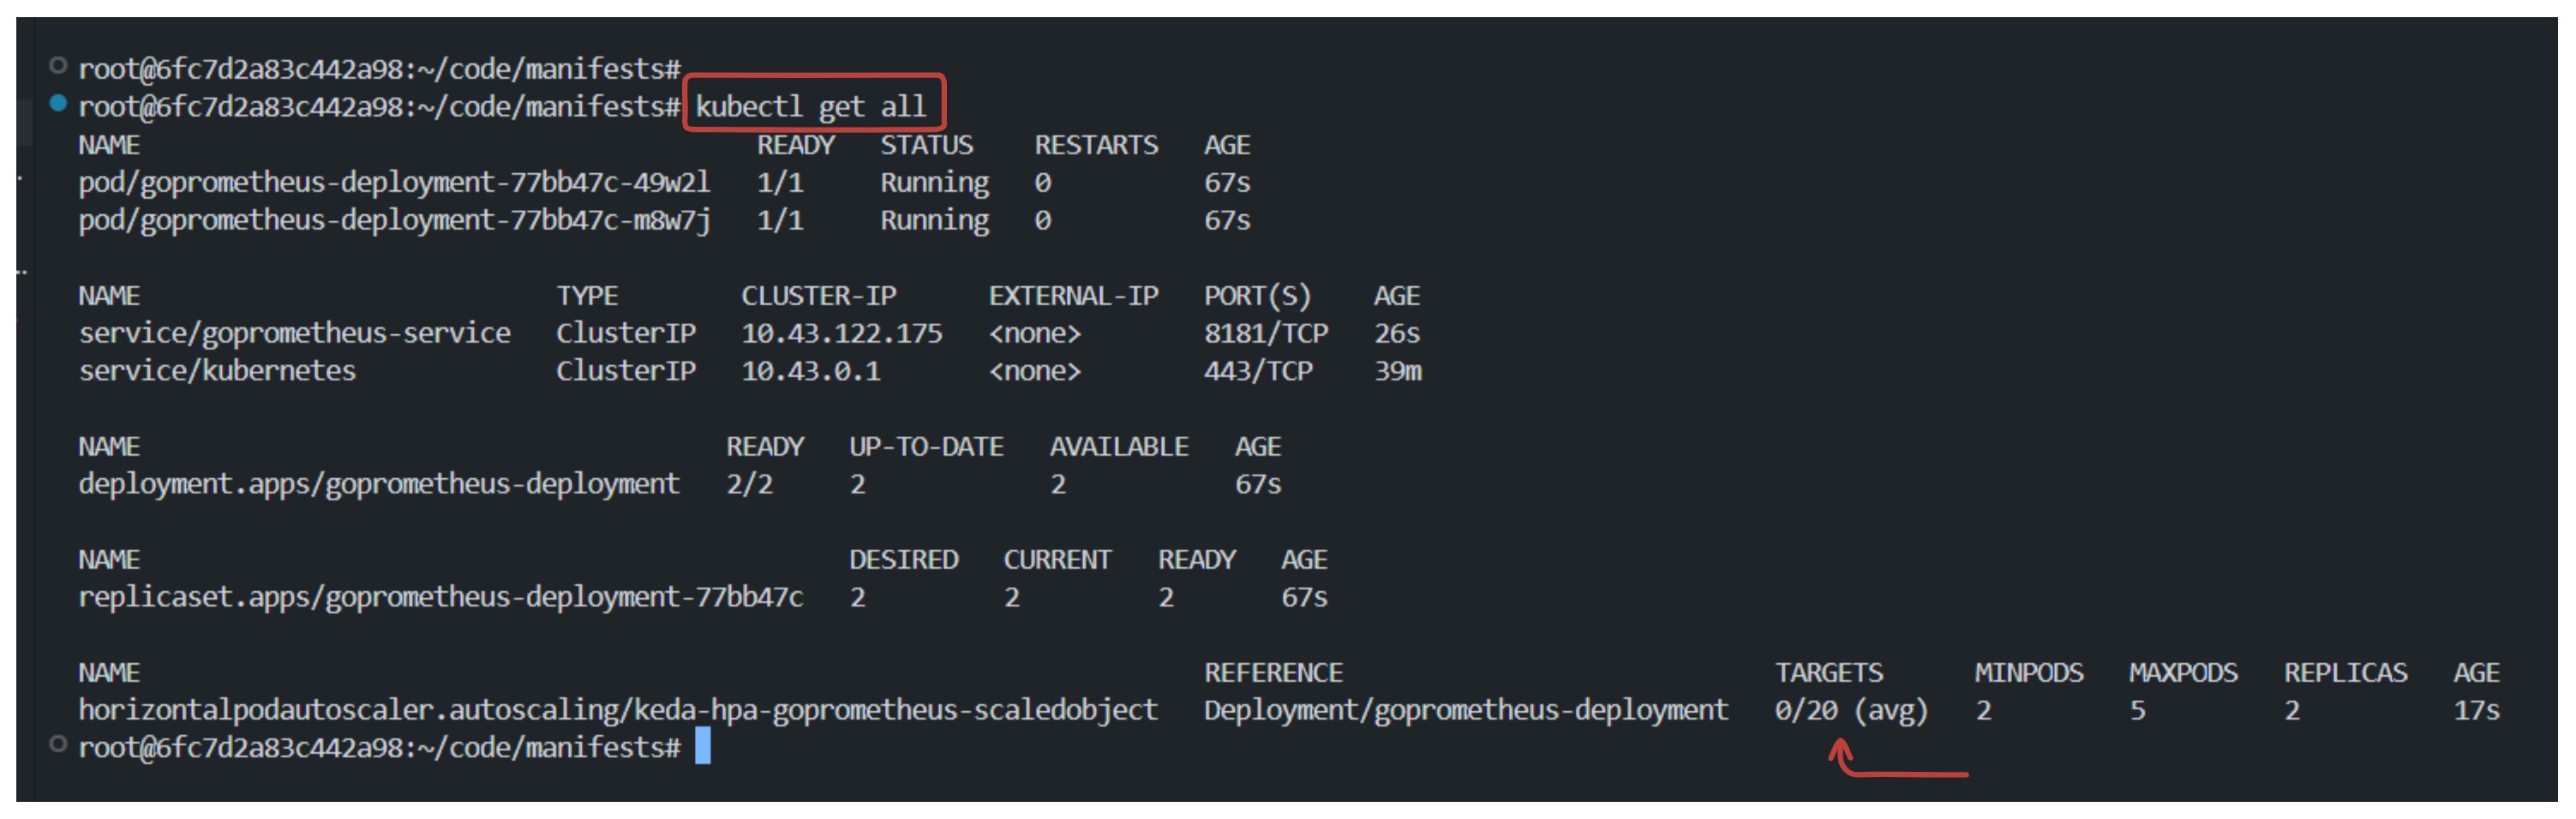 root@6fc7d2a83c442a98:~/code/manifests#
root@6fc7d2a83c442a98:~/code/manifests# kubectl get all
NAME READY STATUS RESTARTS AGE
pod/goprometheus-deployment-77bb47c-49w2l 1/1 Running 0 67s
pod/goprometheus-deployment-77bb47c-m8w7j 1/1 Running 0 67s
NAME TYPE CLUSTER-IP EXTERNAL-IP PORT(S) AGE
service/goprometheus-service ClusterIP 10.43.122.175 <none> 8181/TCP 26s
service/kubernetes ClusterIP 10.43.0.1 <none> 443/TCP 39m
NAME READY UP-TO-DATE AVAILABLE AGE
deployment.apps/goprometheus-deployment 2/2 2 2 67s
NAME DESIRED CURRENT READY AGE
replicaset.apps/goprometheus-deployment-77bb47c 2 2 2 67s
NAME REFERENCE TARGETS MINPODS MAXPODS REPLICAS AGE
horizontalpodautoscaler.autoscaling/keda-hpa-goprometheus-scaledobject Deployment/goprometheus-deployment 0/20 (avg) 2 5 2 17s
root@6fc7d2a83c442a98:~/code/manifests#